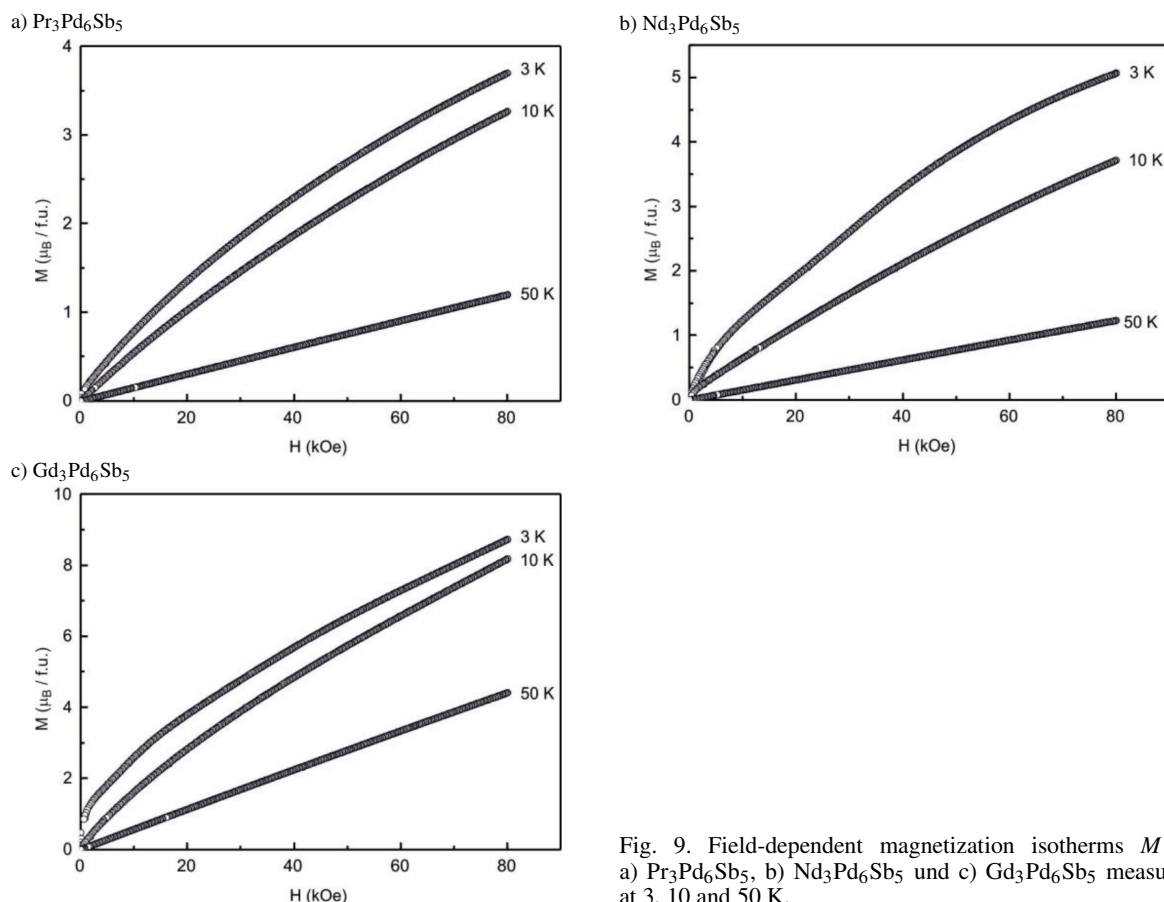 a) Pr₃Pd₆Sb₅
4
3
2
1
0
M (μB / f.u.)
3 K
10 K
50 K
0 20 40 60 80
H (kOe)
b) Nd₃Pd₆Sb₅
5
4
3
2
1
0
M (μB / f.u.)
3 K
10 K
50 K
0 20 40 60 80
H (kOe)
c) Gd₃Pd₆Sb₅
10
8
6
4
2
0
M (μB / f.u.)
3 K
10 K
50 K
0 20 40 60 80
H (kOe)
Fig. 9. Field-dependent magnetization isotherms M
a) Pr₃Pd₆Sb₅, b) Nd₃Pd₆Sb₅ und c) Gd₃Pd₆Sb₅ measu
at 3, 10 and 50 K.